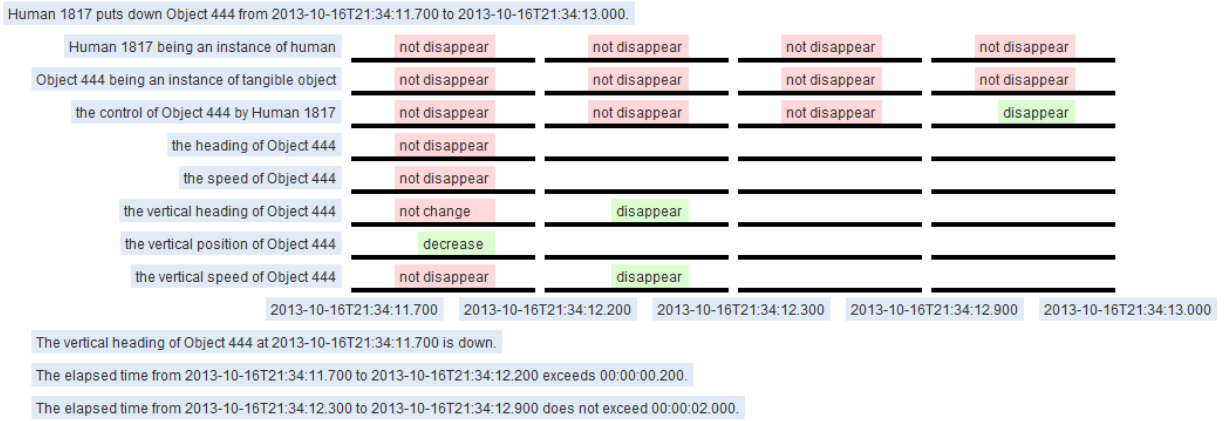 Human 1817 puts down Object 444 from 2013-10-16T21:34:11.700 to 2013-10-16T21:34:13.000.
Human 1817 being an instance of human not disappear not disappear not disappear not disappear
Object 444 being an instance of tangible object not disappear not disappear not disappear not disappear
the control of Object 444 by Human 1817 not disappear not disappear not disappear disappear
the heading of Object 444 not disappear
the speed of Object 444 not disappear
the vertical heading of Object 444 not change disappear
the vertical position of Object 444 decrease
the vertical speed of Object 444 not disappear disappear
2013-10-16T21:34:11.700 2013-10-16T21:34:12.200 2013-10-16T21:34:12.300 2013-10-16T21:34:12.900 2013-10-16T21:34:13.000
The vertical heading of Object 444 at 2013-10-16T21:34:11.700 is down.
The elapsed time from 2013-10-16T21:34:11.700 to 2013-10-16T21:34:12.200 exceeds 00:00:00.200.
The elapsed time from 2013-10-16T21:34:12.300 to 2013-10-16T21:34:12.900 does not exceed 00:00:02.000.